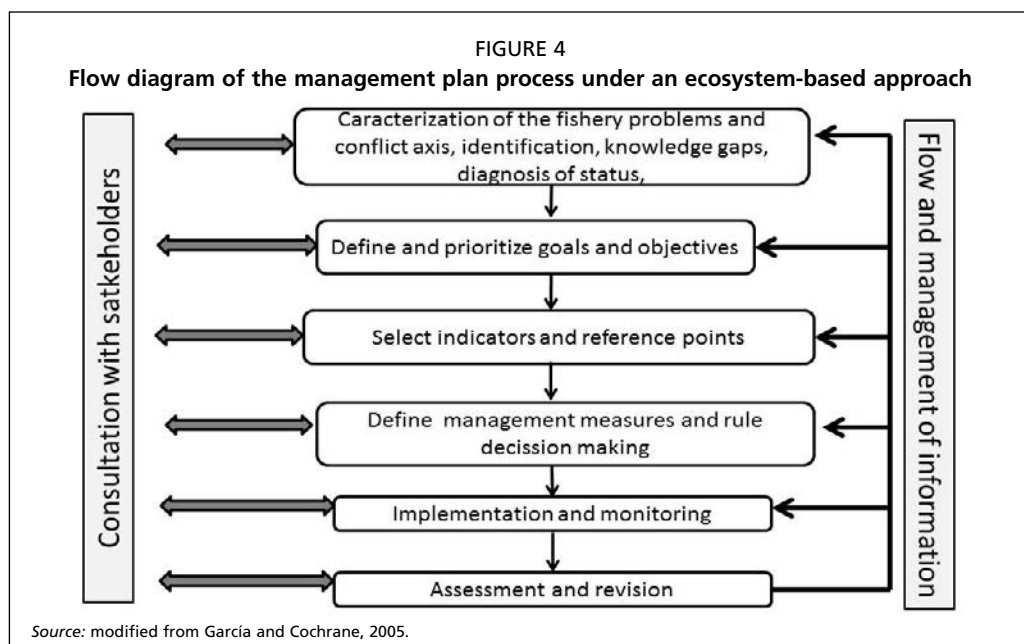 FIGURE 4
Flow diagram of the management plan process under an ecosystem-based approach
Consultation with satkeholders
Caracterization of the fishery problems and
conflict axis, identification, knowledge gaps,
diagnosis of status,
Define and prioritize goals and objectives
Select indicators and reference points
Define management measures and rule
decission making
Implementation and monitoring
Assessment and revision
Flow and management of information
Source: modified from García and Cochrane, 2005.